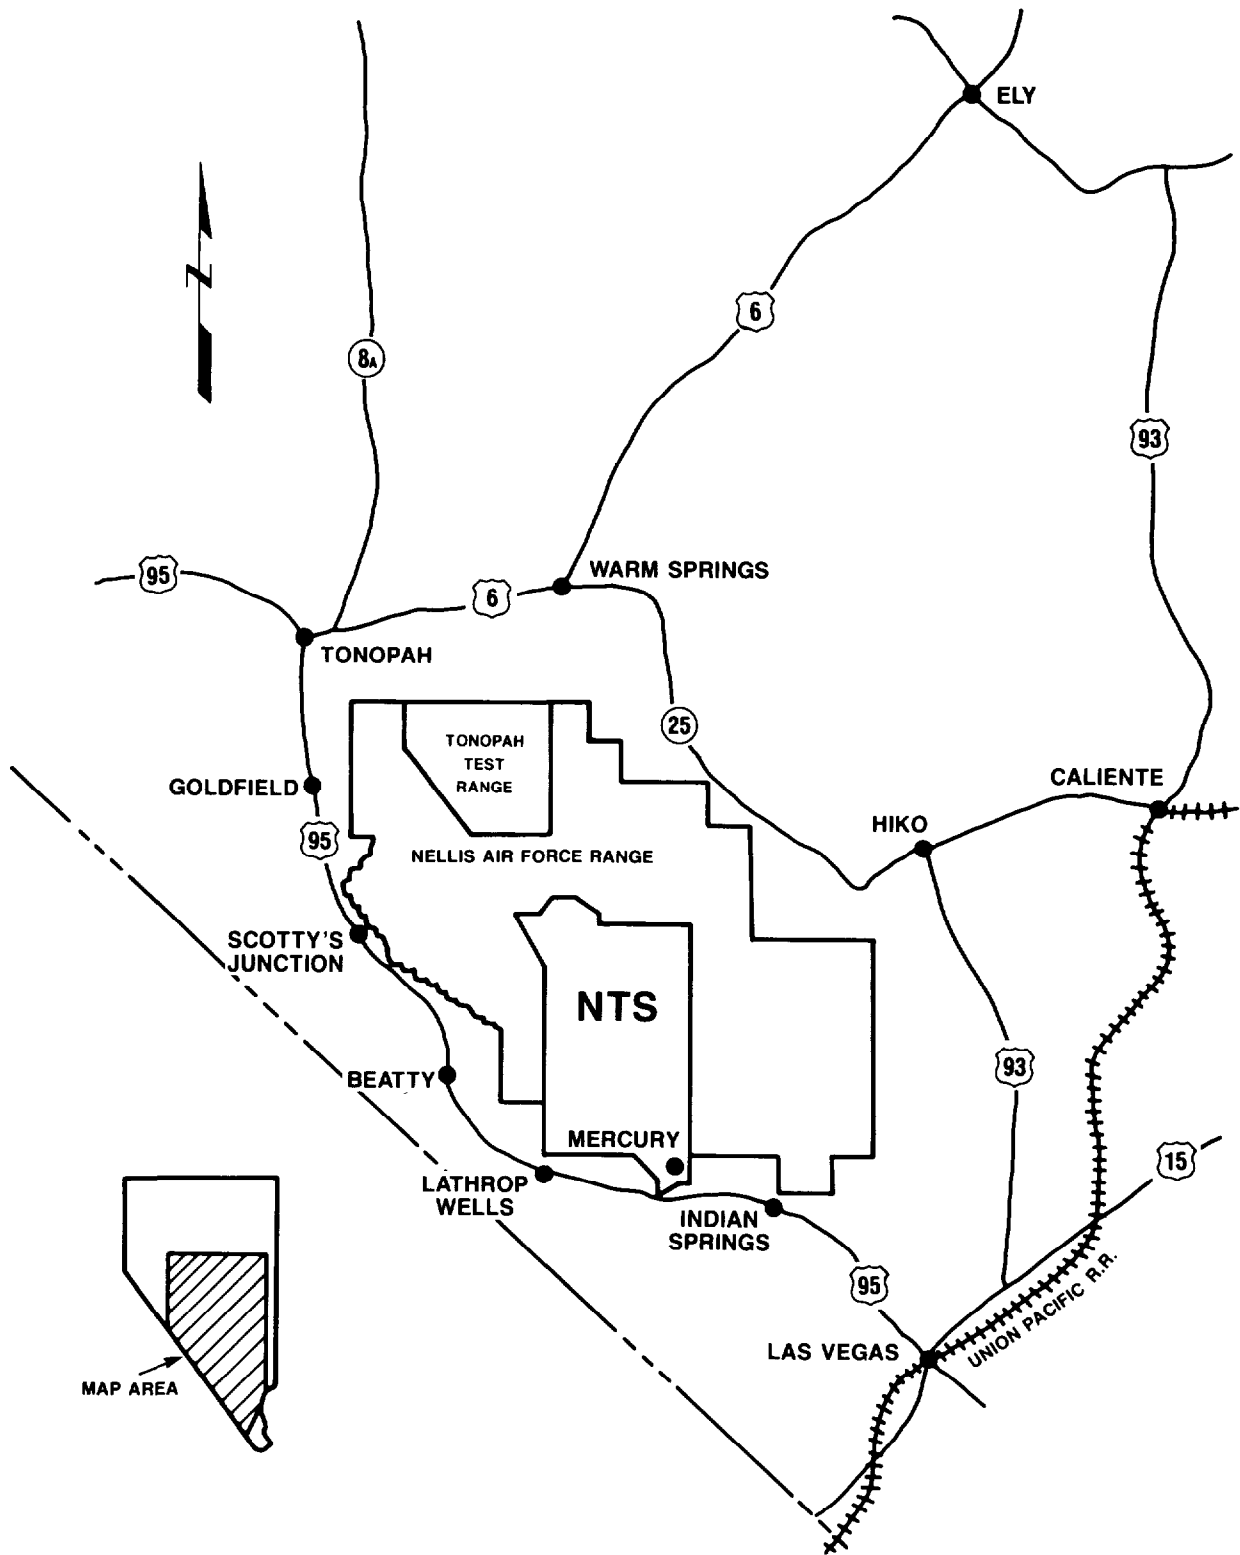 ELY
N
6
8A
93
95
WARM SPRINGS
6
TONOPAH
25
TONOPAH
TEST
RANGE
CALIENTE
GOLDFIELD
HIKO
95
NELLIS AIR FORCE RANGE
SCOTTY'S
JUNCTION
NTS
93
BEATTY
MERCURY
15
LATHROP
WELLS
INDIAN
SPRINGS
95
UNION PACIFIC R.R.
LAS VEGAS
MAP AREA